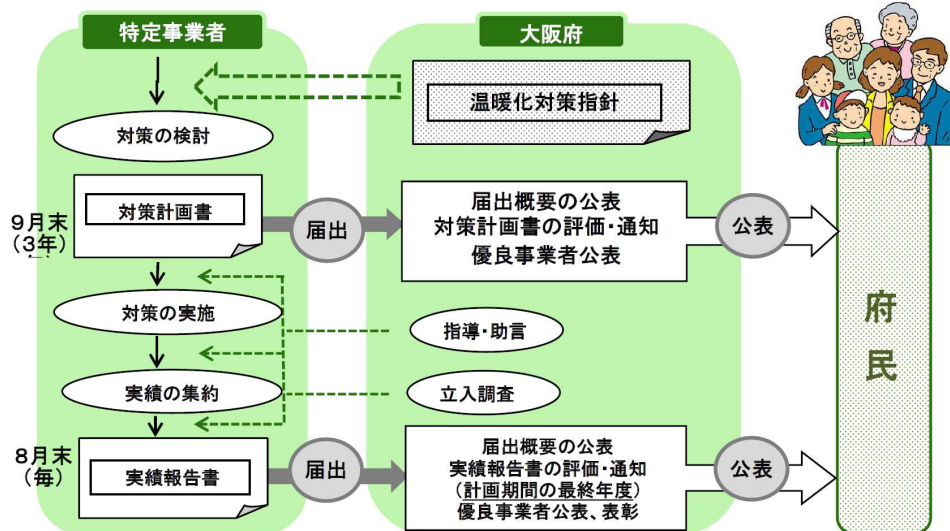 特定事業者
大阪府
温暖化対策指針
対策の検討
9月末
(3年)
対策計画書
届出
届出概要の公表
対策計画書の評価・通知
優良事業者公表
公表
対策の実施
指導・助言
実績の集約
立入調査
府民
8月末
(毎)
実績報告書
届出
届出概要の公表
実績報告書の評価・通知
(計画期間の最終年度)
優良事業者公表、表彰
公表